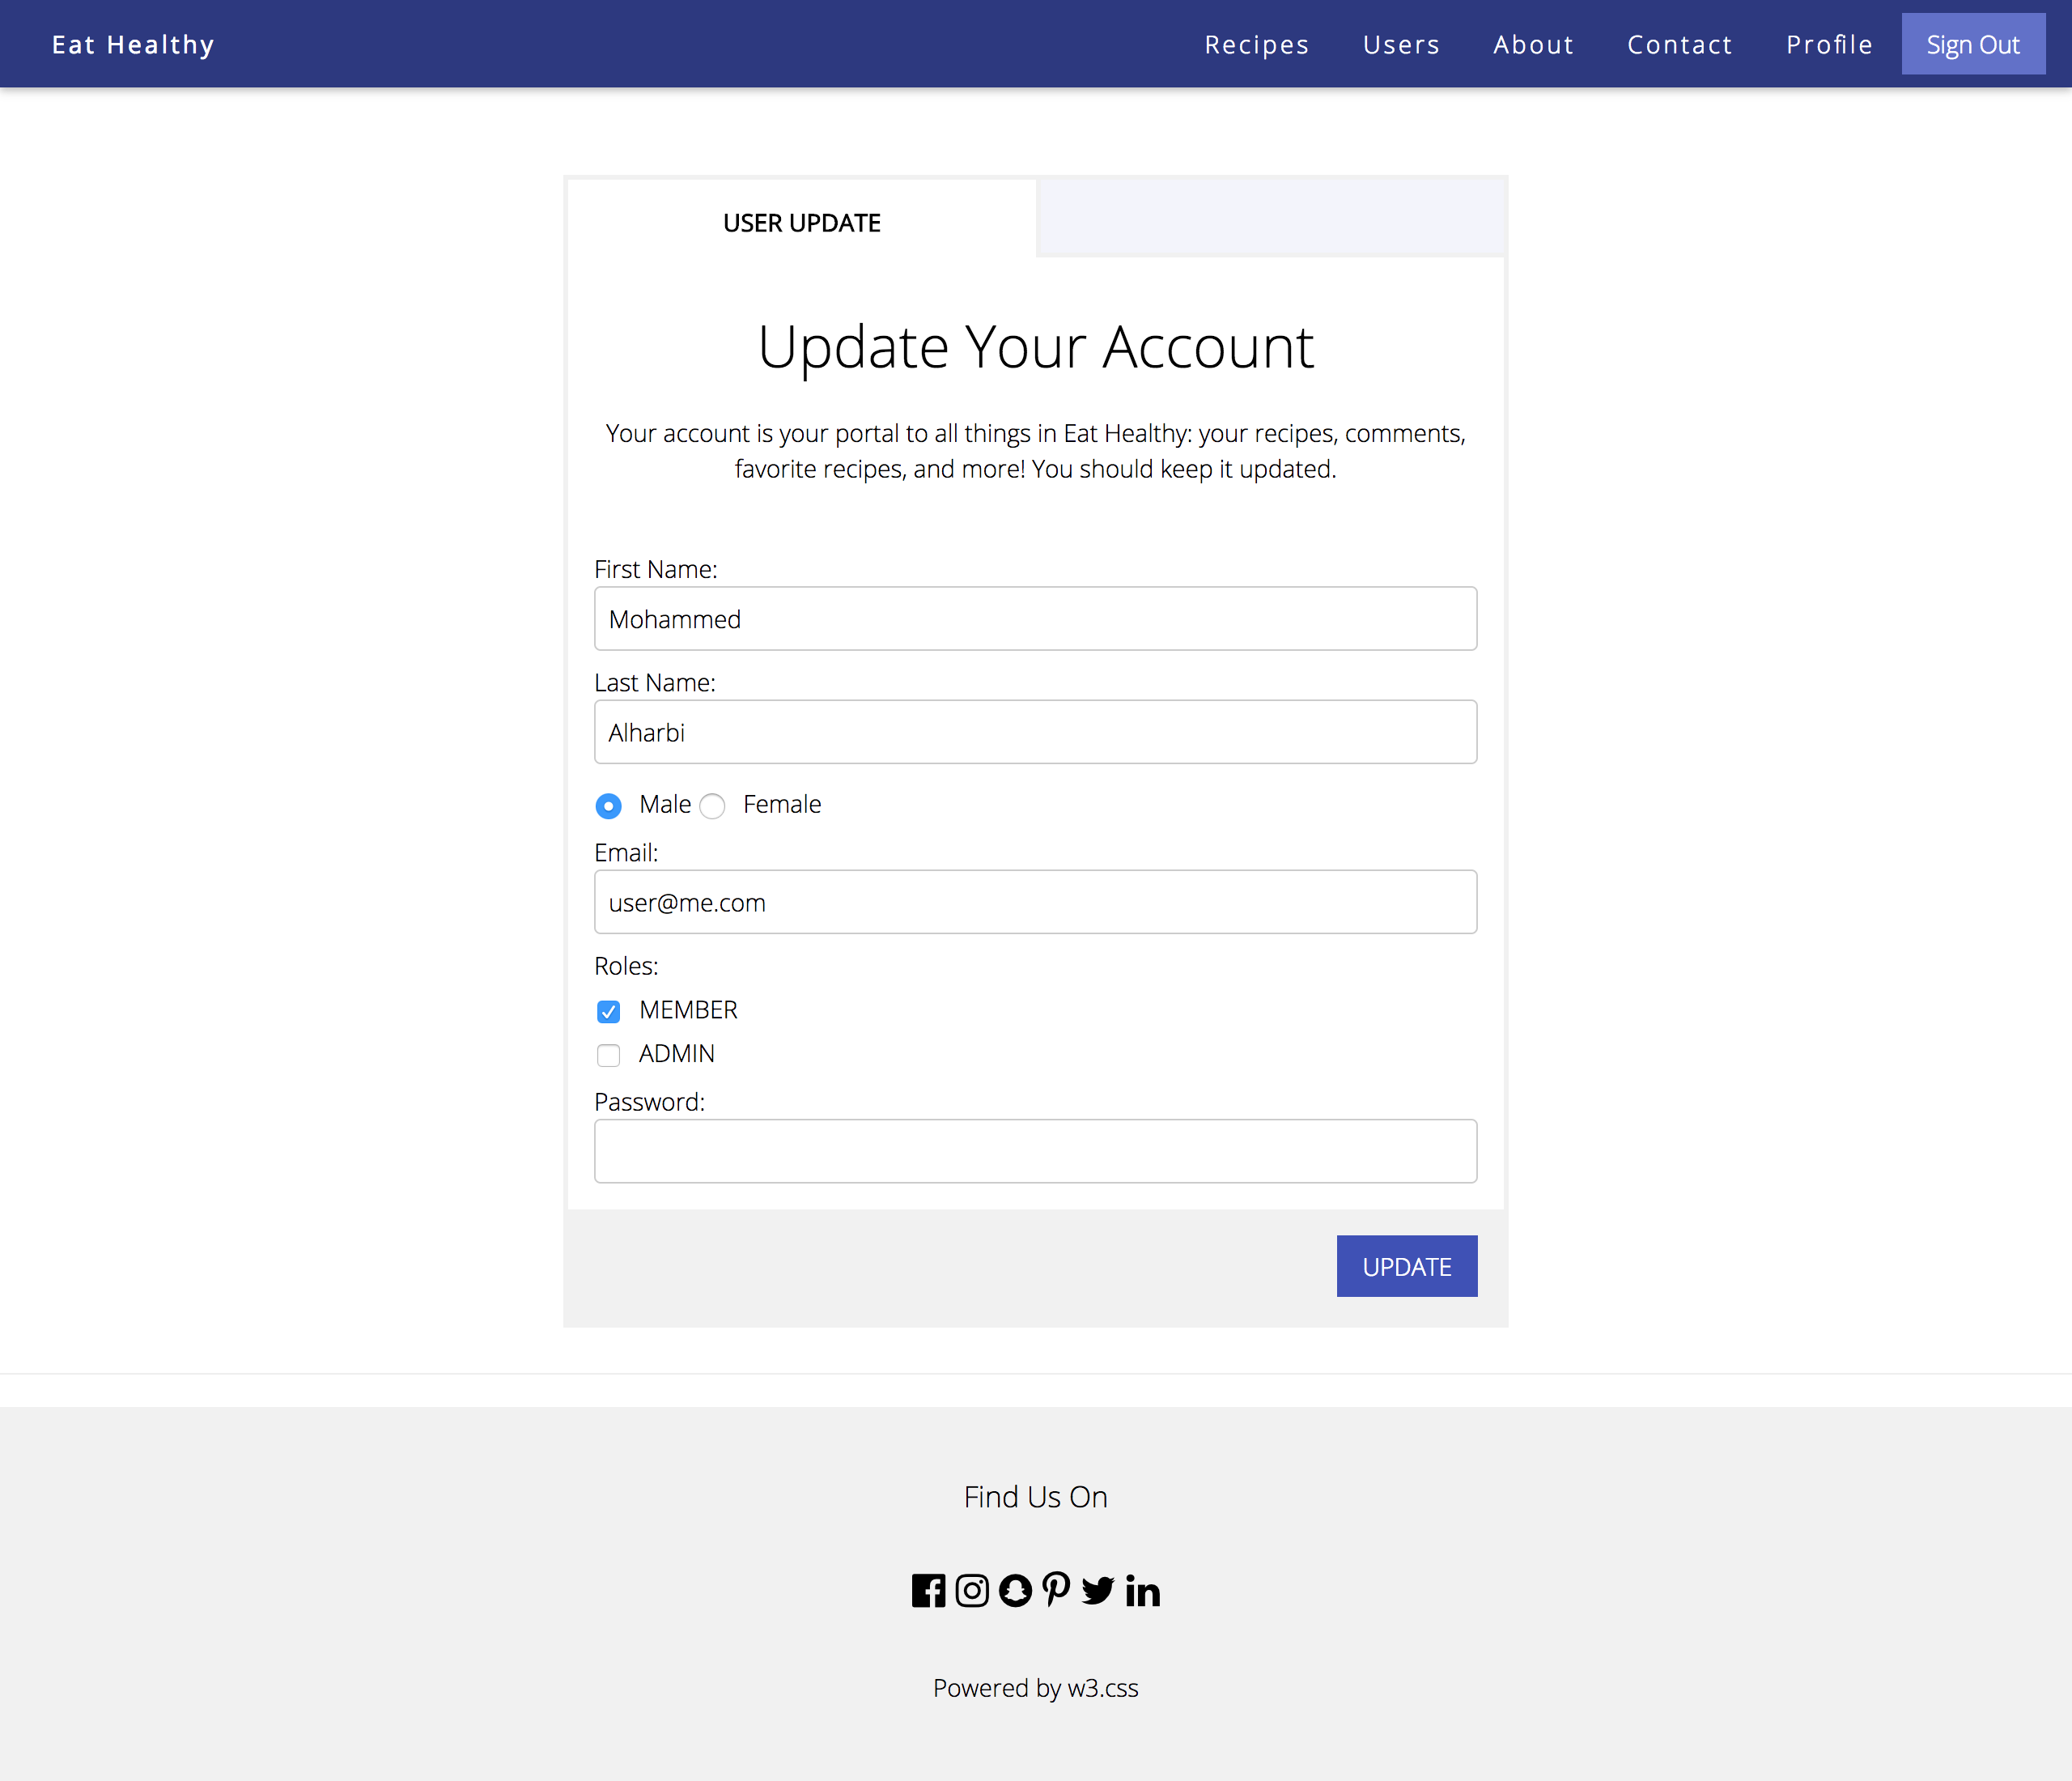 Eat Healthy Recipes Users About Contact Profile Sign Out
USER UPDATE
Update Your Account
Your account is your portal to all things in Eat Healthy: your recipes, comments,
favorite recipes, and more! You should keep it updated.
First Name:
Mohammed
Last Name:
Alharbi
Male Female
Email:
user@me.com
Roles:
MEMBER
ADMIN
Password:
UPDATE
Find Us On
Powered by w3.css